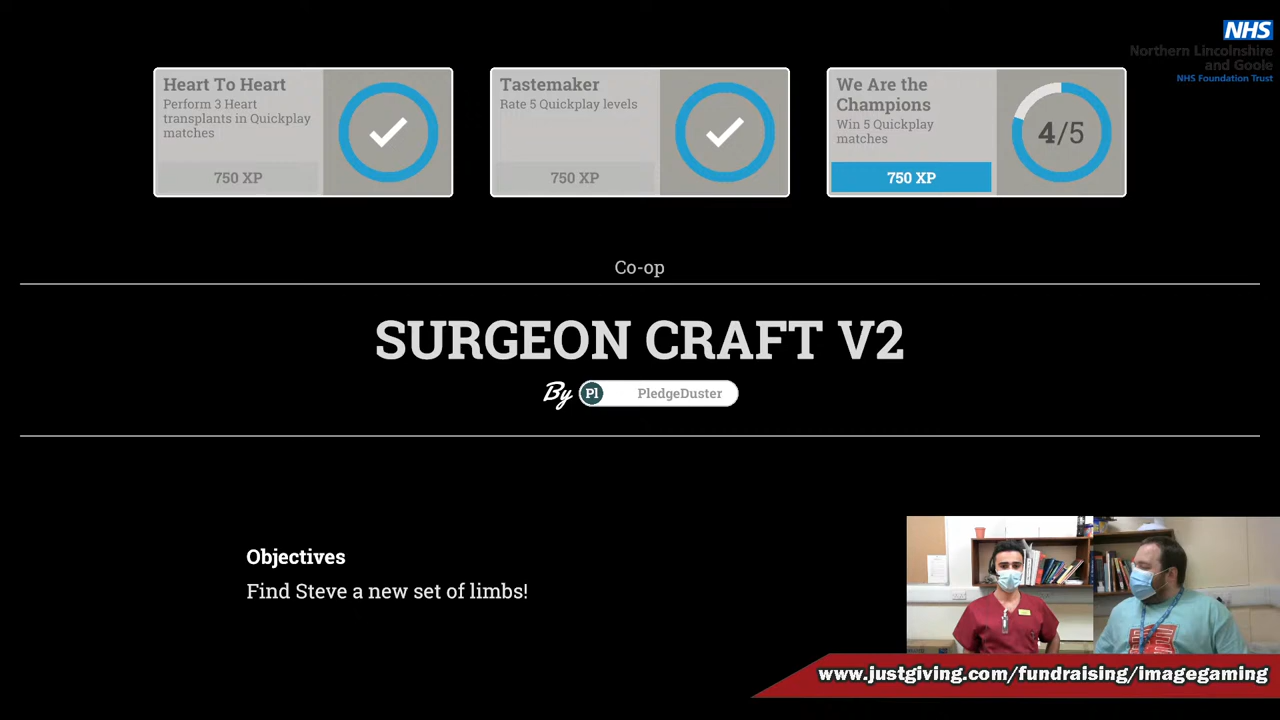 NHS
Northern Lincolnshire
and Goole
NHS Foundation Trust
Heart To Heart
Perform 3 Heart
transplants in Quickplay
matches
750 XP
Tastemaker
Rate 5 Quickplay levels
750 XP
We Are the
Champions
Win 5 Quickplay
matches
750 XP
4/5
Co-op
SURGEON CRAFT V2
By Pl PledgeDuster
Objectives
Find Steve a new set of limbs!
www.justgiving.com/fundraising/imagegaming